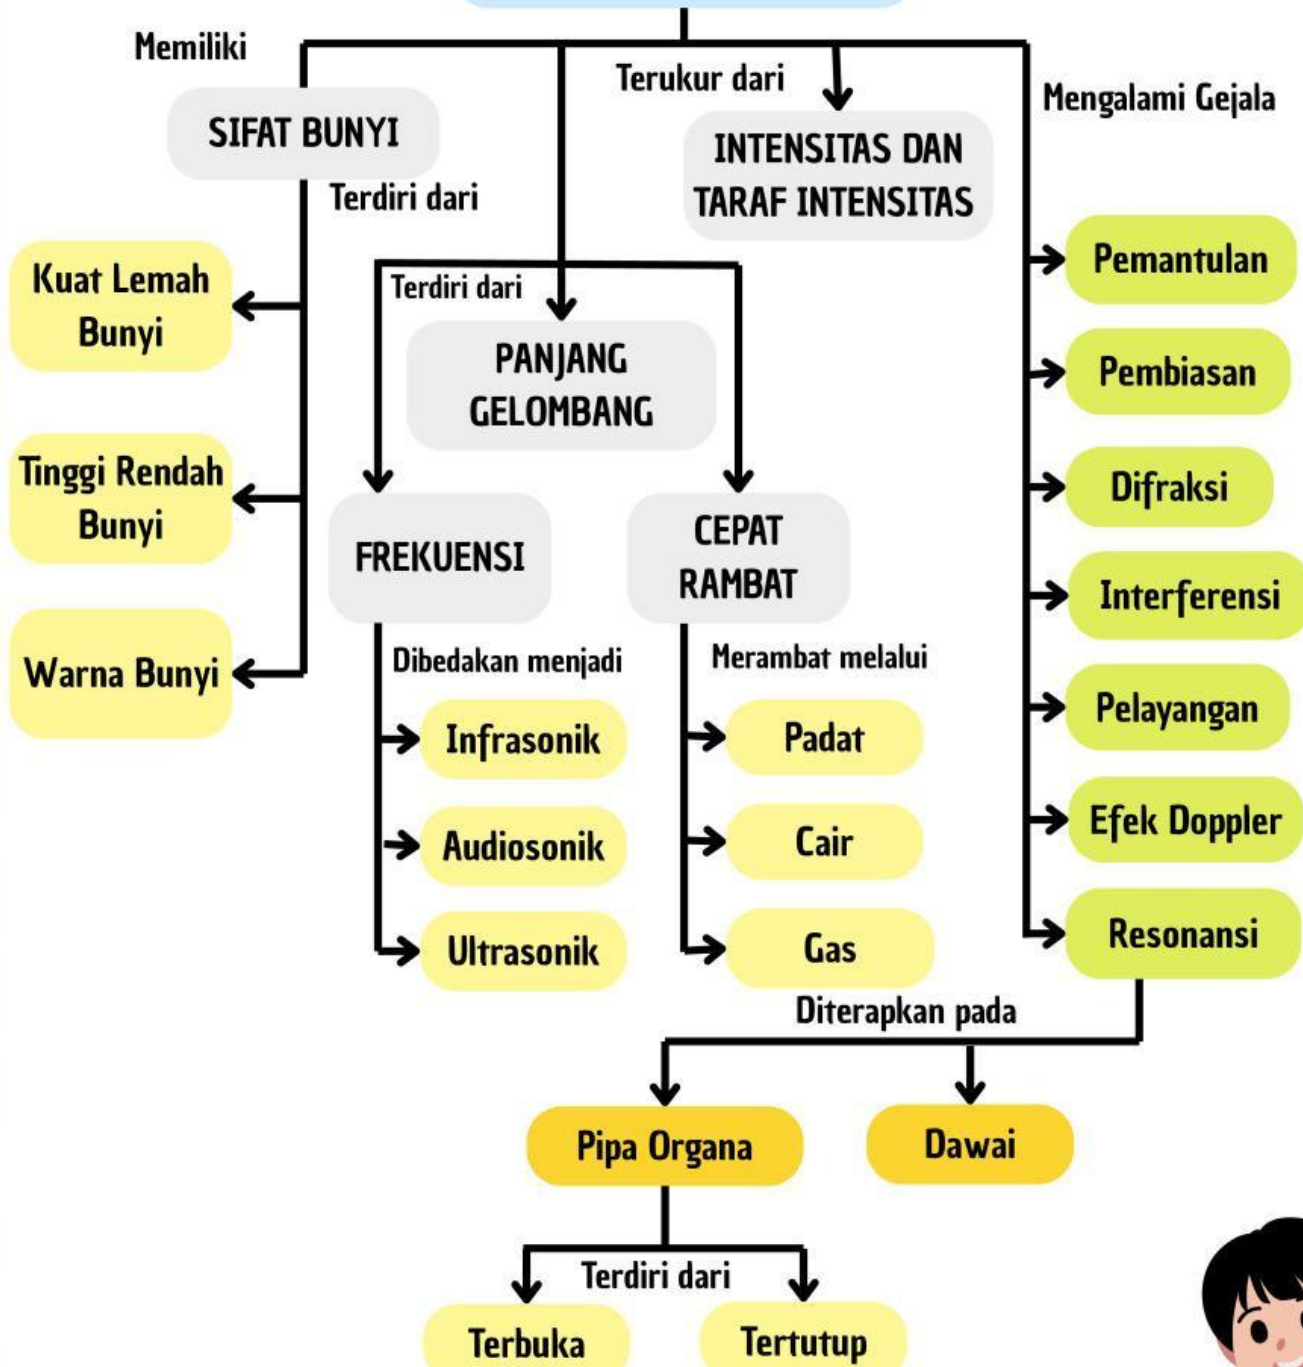 Memiliki
SIFAT BUNYI
Terdiri dari
Kuat Lemah
Bunyi
Tinggi Rendah
Bunyi
Warna Bunyi
Terdiri dari
PANJANG
GELOMBANG
FREKUENSI
Dibedakan menjadi
Infrasonik
Audiosonik
Ultrasonik
CEPAT
RAMBAT
Merambat melalui
Padat
Cair
Gas
Terukur dari
INTENSITAS DAN
TARAF INTENSITAS
Mengalami Gejala
Pemantulan
Pembiasan
Difraksi
Interferensi
Pelayangan
Efek Doppler
Resonansi
Diterapkan pada
Pipa Organa
Dawai
Terdiri dari
Terbuka
Tertutup